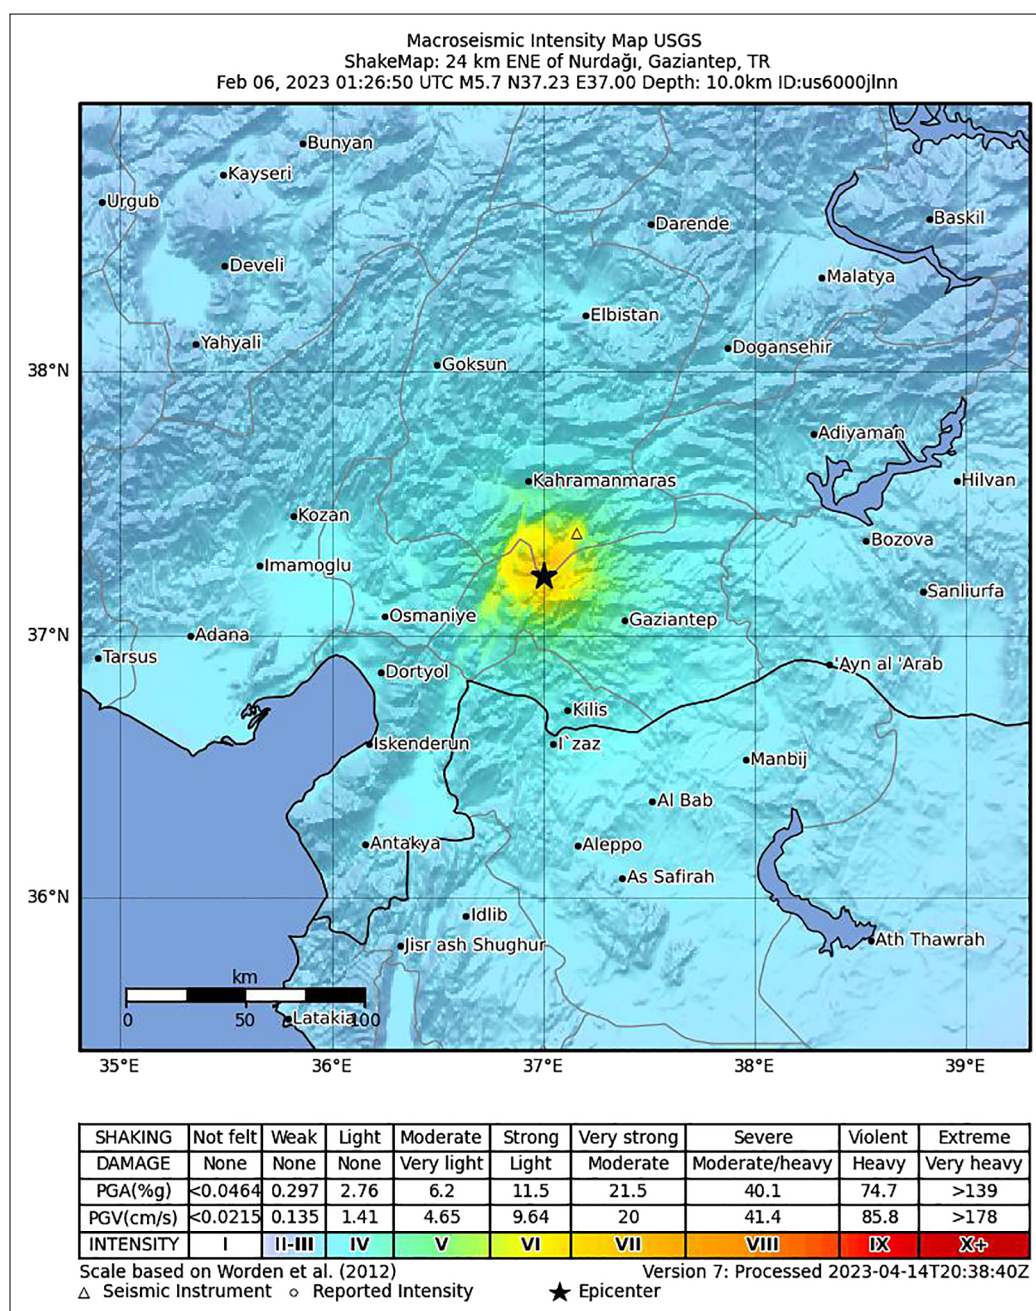 Macroseismic Intensity Map USGS
ShakeMap: 24 km ENE of Nurdağı, Gaziantep, TR
Feb 06, 2023 01:26:50 UTC M5.7 N37.23 E37.00 Depth: 10.0km ID:us6000jlnn
Bunyan
Kayseri
Urgub
Darende
Baskil
Develi
Malatya
Elbistan
Yahyali
Dogansehir
Goksun
38°N
Adiyaman
Kahramanmaras
Hilvan
Kozan
Bozova
Imamoglu
Sanliurfa
Osmaniye
Gaziantep
37°N
Adana
Tarsus
'Ayn al 'Arab
Dortyol
Kilis
Iskenderun
I`zaz
Manbij
Al Bab
Antakya
Aleppo
As Safirah
36°N
Idlib
Ath Thawrah
Jisr ash Shughur
km
0 50 100
Latakia
35°E 36°E 37°E 38°E 39°E
SHAKING Not felt Weak Light Moderate Strong Very strong Severe Violent Extreme
DAMAGE None None None Very light Light Moderate Moderate/heavy Heavy Very heavy
PGA(%g) <0.0464 0.297 2.76 6.2 11.5 21.5 40.1 74.7 >139
PGV(cm/s) <0.0215 0.135 1.41 4.65 9.64 20 41.4 85.8 >178
INTENSITY I II-III IV V VI VII VIII IX X+
Scale based on Worden et al. (2012) Version 7: Processed 2023-04-14T20:38:40Z
Seismic Instrument Reported Intensity Epicenter